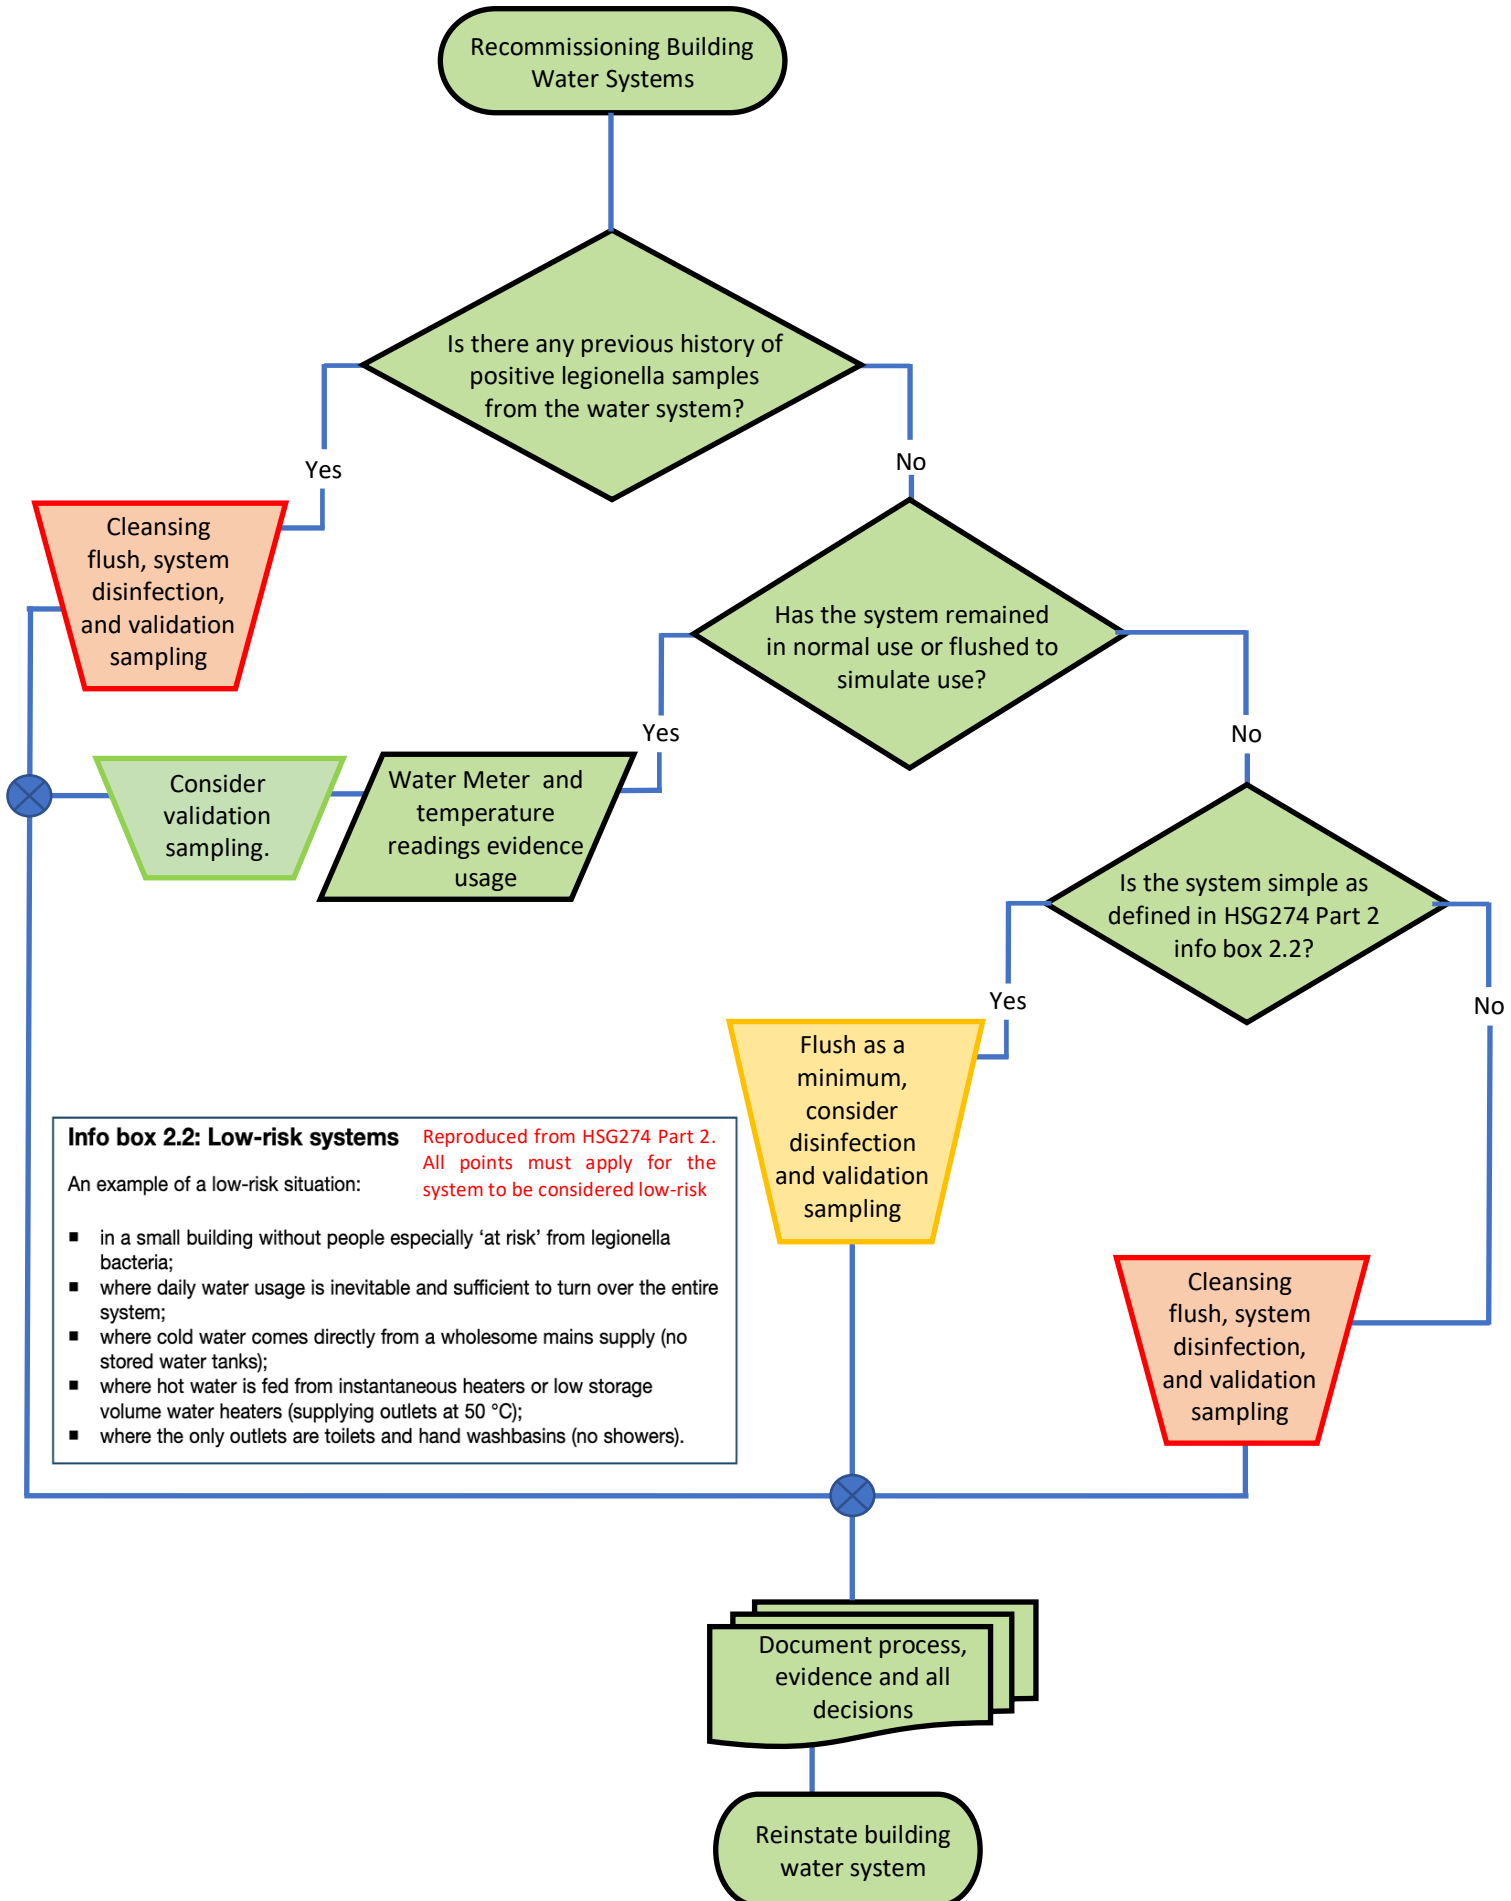 Recommissioning Building
Water Systems
Is there any previous history of
positive legionella samples
from the water system?
Yes
No
Cleansing
flush, system
disinfection,
and validation
sampling
Has the system remained
in normal use or flushed to
simulate use?
Yes
No
Consider
validation
sampling.
Water Meter and
temperature
readings evidence
usage
Is the system simple as
defined in HSG274 Part 2
info box 2.2?
Yes
No
Flush as a
minimum,
consider
disinfection
and validation
sampling
Info box 2.2: Low-risk systems
Reproduced from HSG274 Part 2.
All points must apply for the
system to be considered low-risk
An example of a low-risk situation:
■ in a small building without people especially ‘at risk’ from legionella
bacteria;
■ where daily water usage is inevitable and sufficient to turn over the entire
system;
■ where cold water comes directly from a wholesome mains supply (no
stored water tanks);
■ where hot water is fed from instantaneous heaters or low storage
volume water heaters (supplying outlets at 50 °C);
■ where the only outlets are toilets and hand washbasins (no showers).
Cleansing
flush, system
disinfection,
and validation
sampling
Document process,
evidence and all
decisions
Reinstate building
water system